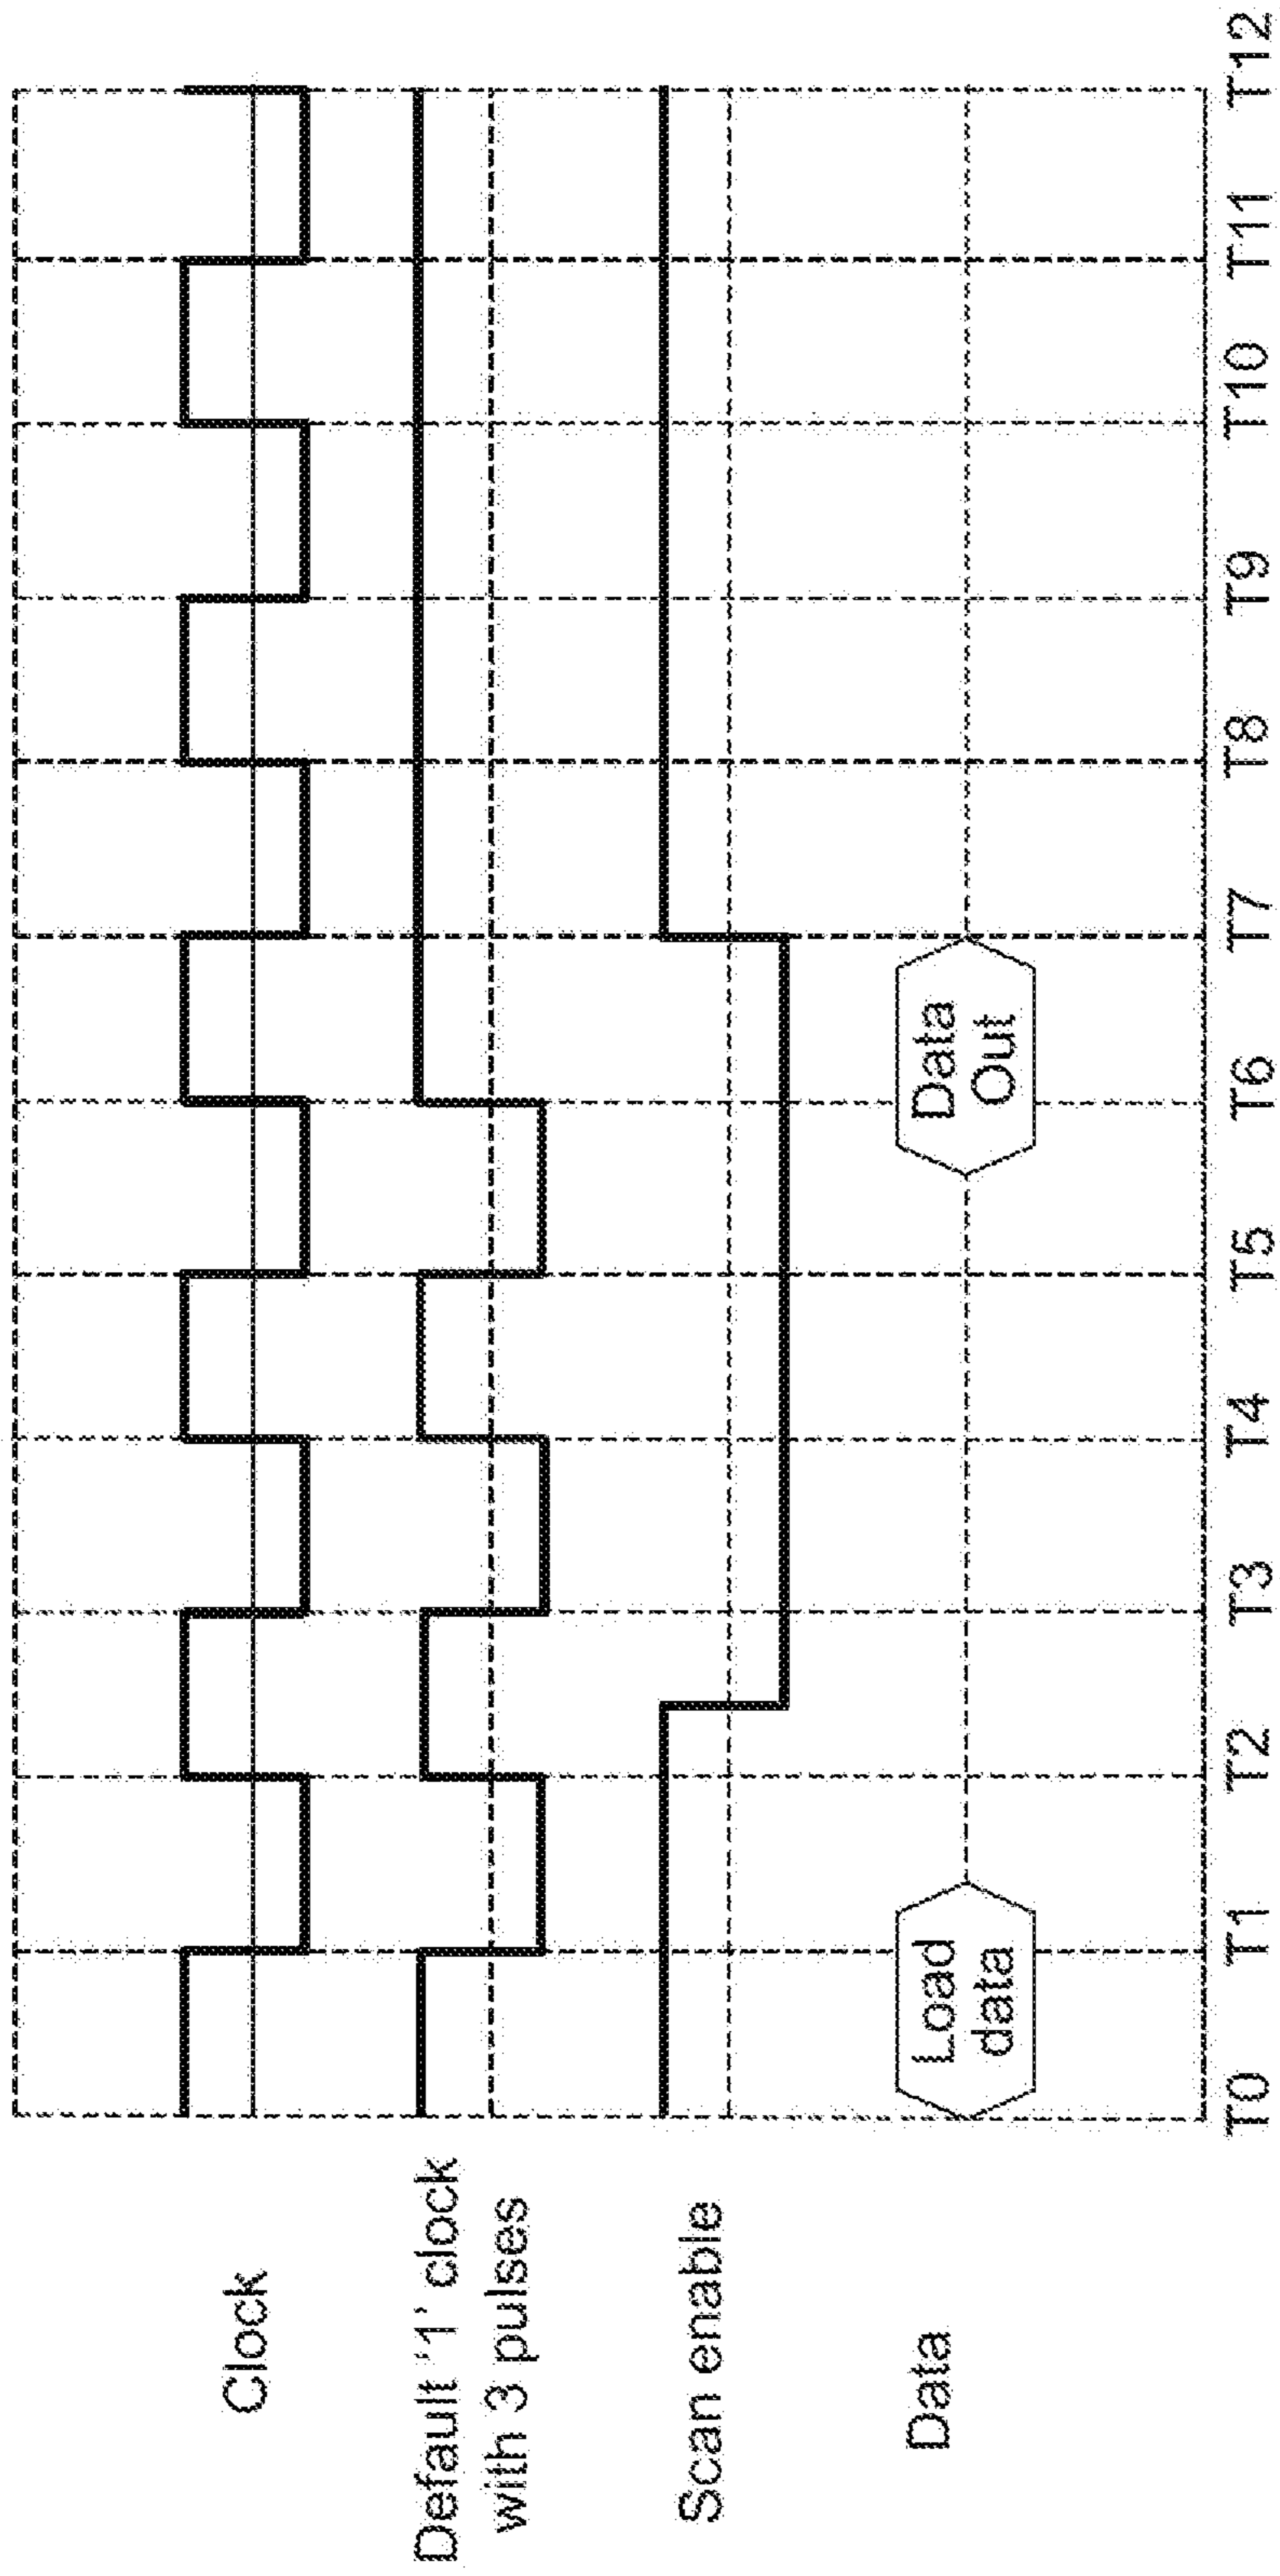 Clock
Default '1' clock
with 3 pulses
Scan enable
Data
Load
data
Data
Out
T0 T1 T2 T3 T4 T5 T6 T7 T8 T9 T10 T11 T12